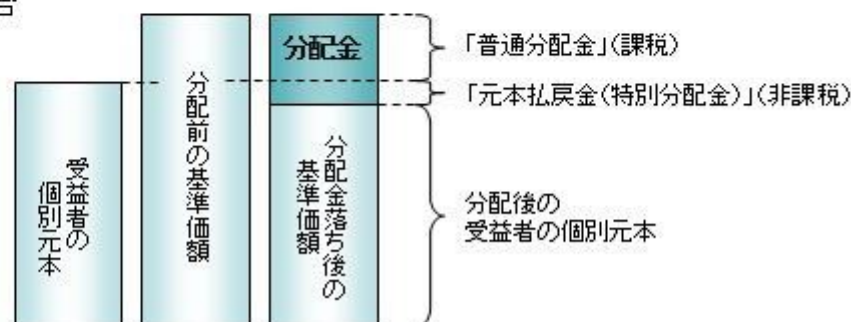 分配金
「普通分配金」(課税)
「元本払戻金(特別分配金)」(非課税)
受益者の
個別元本
分配前の基準価額
分配金落ち後の
基準価額
分配後の
受益者の個別元本